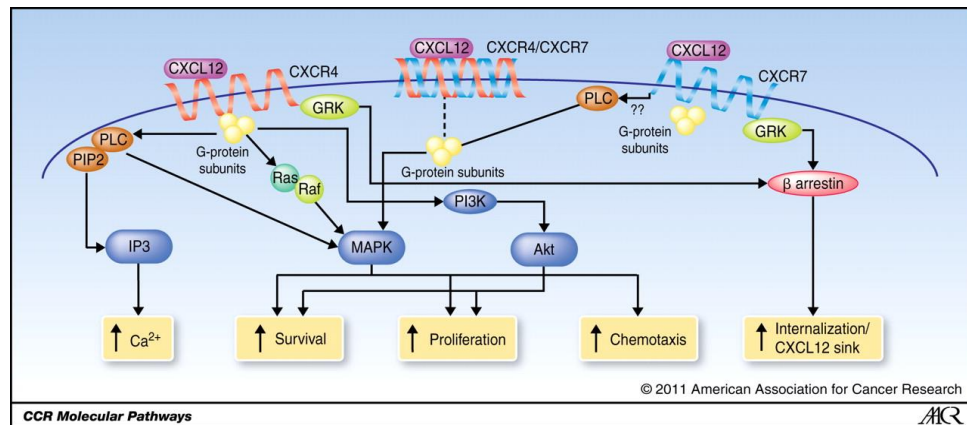 CXCL12
CXCR4
CXCL12
CXCR4/CXCR7
CXCL12
CXCR7
GRK
PLC
??
G-protein
subunits
GRK
PLC
PIP2
G-protein
subunits
G-protein subunits
Ras
Raf
PI3K
β arrestin
IP3
MAPK
Akt
Ca²⁺
Survival
Proliferation
Chemotaxis
Internalization/
CXCL12 sink
© 2011 American Association for Cancer Research
CCR Molecular Pathways
AACR